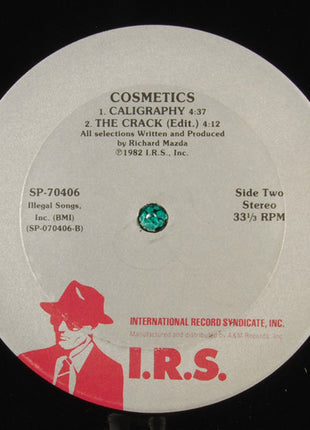 COSMETICS
1. CALIGRAPHY 4:37
2. THE CRACK (Edit.) 4:12
All selections Written and Produced
by Richard Mazda
℗1982 I.R.S., Inc.
SP-70406
Illegal Songs,
Inc. (BMI)
(SP-070406-B)
Side Two
Stereo
33⅓ RPM
INTERNATIONAL RECORD SYNDICATE, INC.
Manufactured and distributed by A&M Records, Inc.
I.R.S.